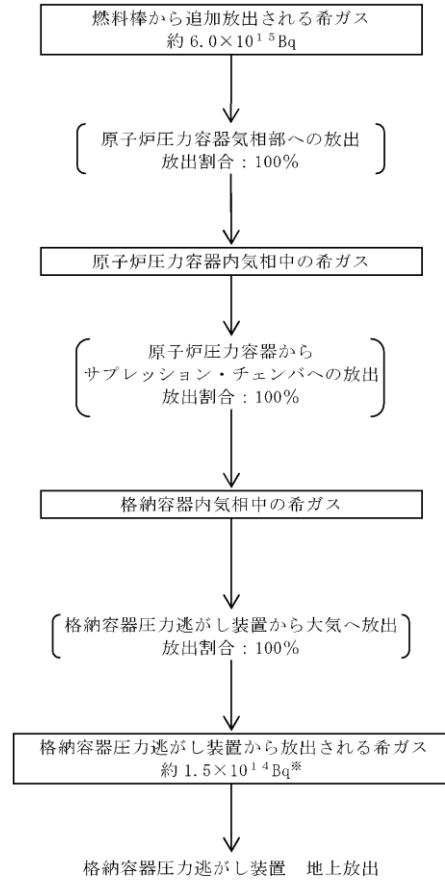 燃料棒から追加放出される希ガス
約 6.0×10¹⁵Bq
原子炉圧力容器気相部への放出
放出割合：100％
原子炉圧力容器内気相中の希ガス
原子炉圧力容器から
サプレッション・チェンバへの放出
放出割合：100％
格納容器内気相中の希ガス
格納容器圧力逃がし装置から大気へ放出
放出割合：100％
格納容器圧力逃がし装置から放出される希ガス
約 1.5×10¹⁴Bq※
格納容器圧力逃がし装置　地上放出